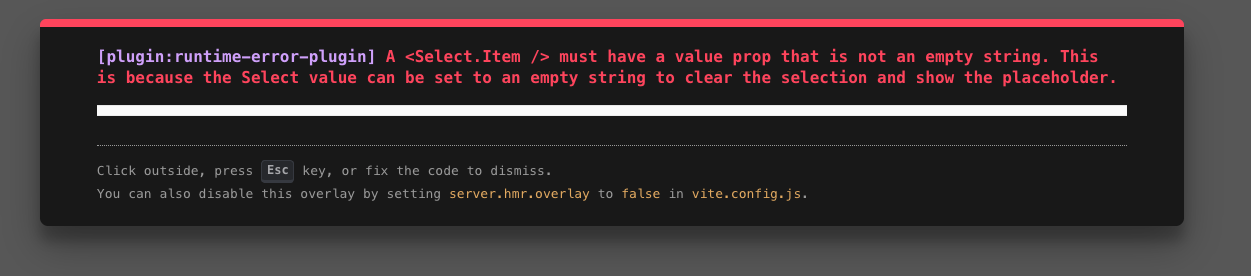 [plugin:runtime-error-plugin] A <Select.Item /> must have a value prop that is not an empty string. This
is because the Select value can be set to an empty string to clear the selection and show the placeholder.
Click outside, press Esc key, or fix the code to dismiss.
You can also disable this overlay by setting server.hmr.overlay to false in vite.config.js.